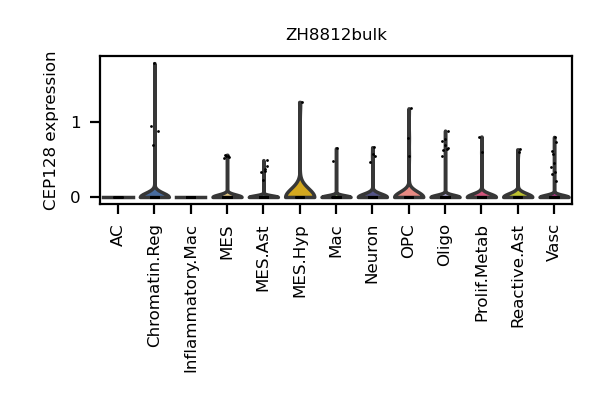 ZH8812bulk
CEP128 expression
1
0
AC
Chromatin.Reg
Inflammatory.Mac
MES
MES.Ast
MES.Hyp
Mac
Neuron
OPC
Oligo
Prolif.Metab
Reactive.Ast
Vasc